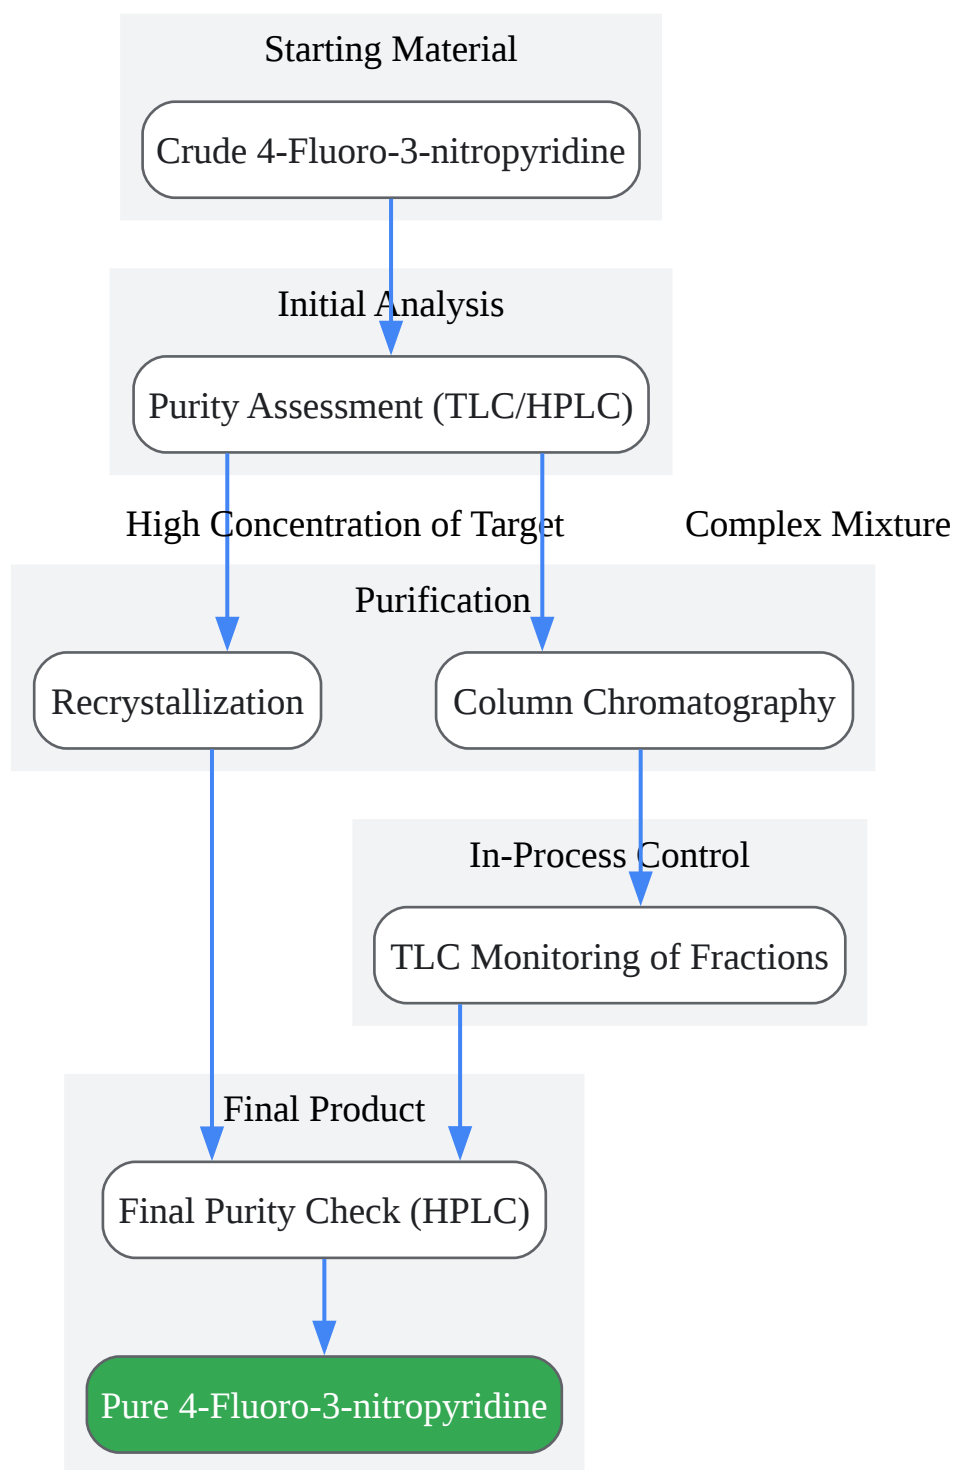 Starting Material
Crude 4-Fluoro-3-nitropyridine
Initial Analysis
Purity Assessment (TLC/HPLC)
High Concentration of Target
Complex Mixture
Purification
Recrystallization
Column Chromatography
In-Process Control
TLC Monitoring of Fractions
Final Product
Final Purity Check (HPLC)
Pure 4-Fluoro-3-nitropyridine